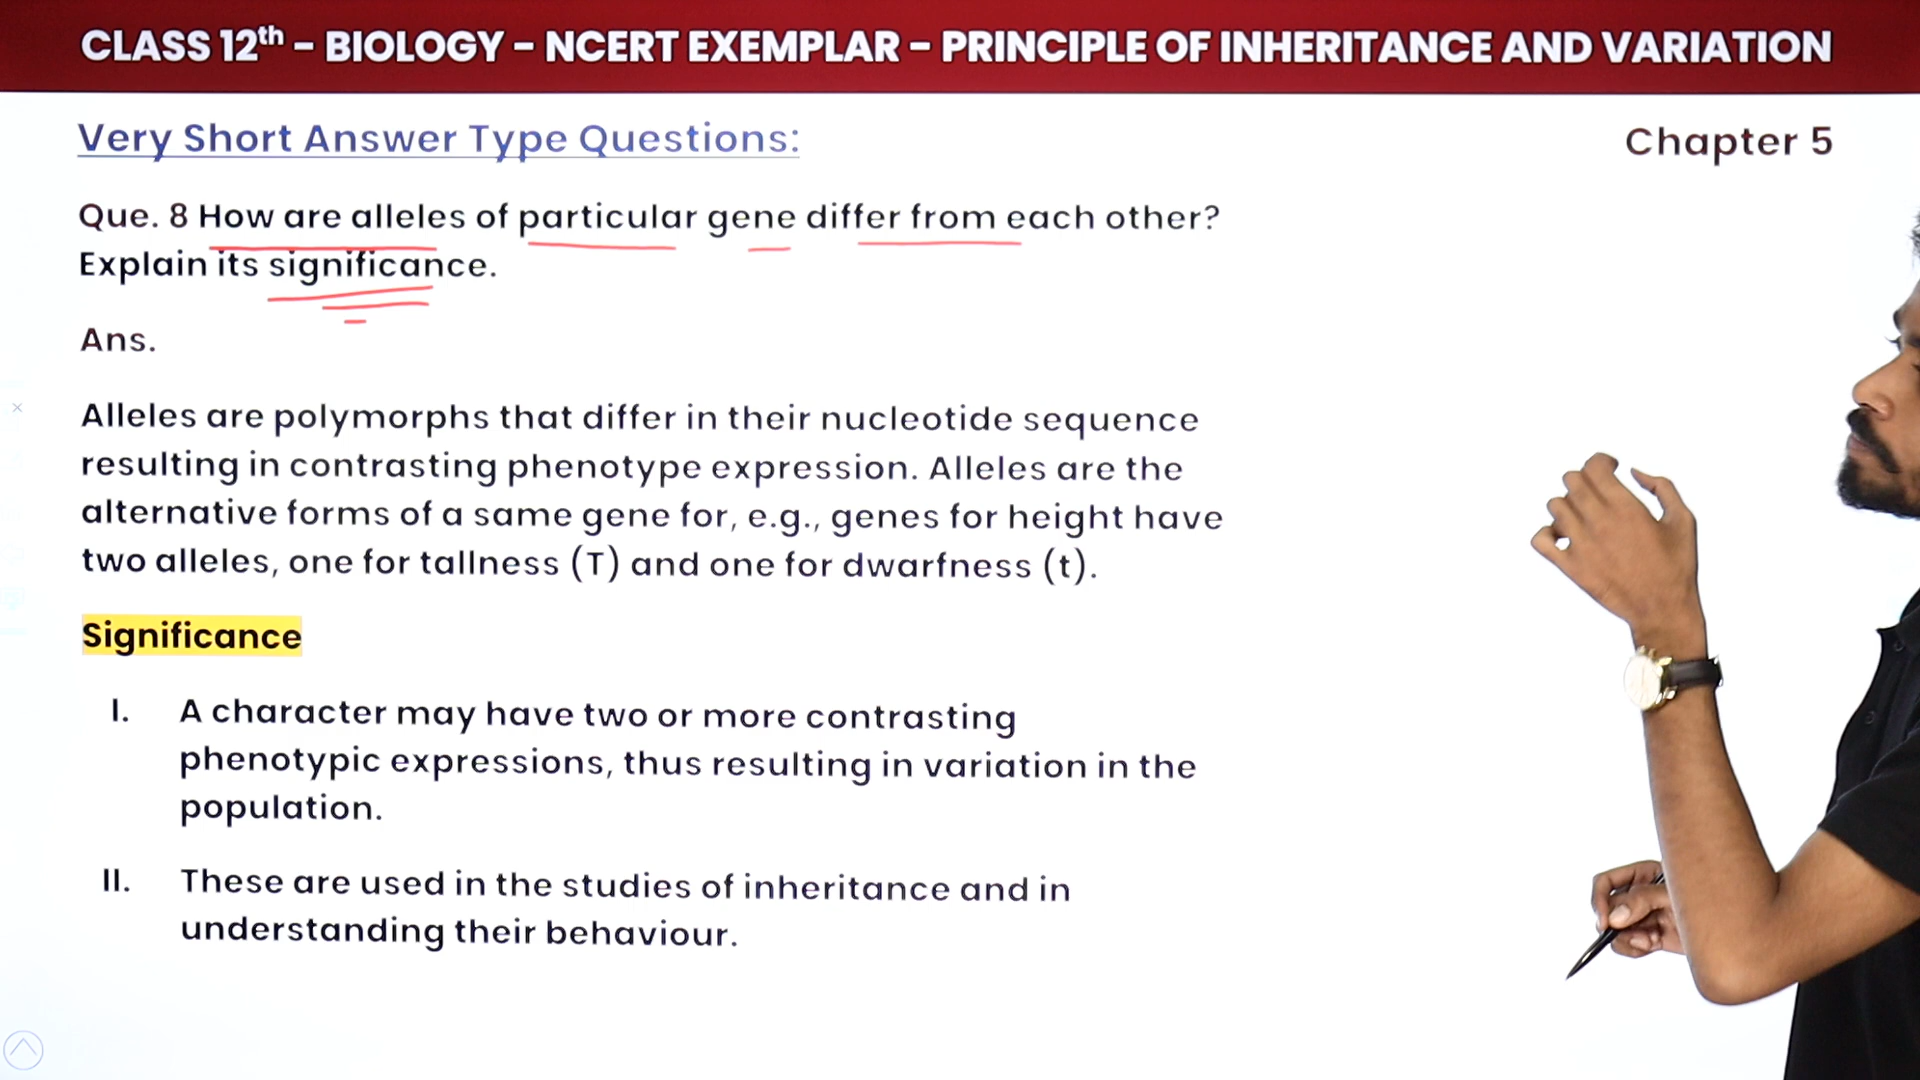 CLASS 12th – BIOLOGY – NCERT EXEMPLAR – PRINCIPLE OF INHERITANCE AND VARIATION
Very Short Answer Type Questions:
Chapter 5
Que. 8 How are alleles of particular gene differ from each other?
Explain its significance.
Ans.
Alleles are polymorphs that differ in their nucleotide sequence
resulting in contrasting phenotype expression. Alleles are the
alternative forms of a same gene for, e.g., genes for height have
two alleles, one for tallness (T) and one for dwarfness (t).
Significance
I. A character may have two or more contrasting
phenotypic expressions, thus resulting in variation in the
population.
II. These are used in the studies of inheritance and in
understanding their behaviour.